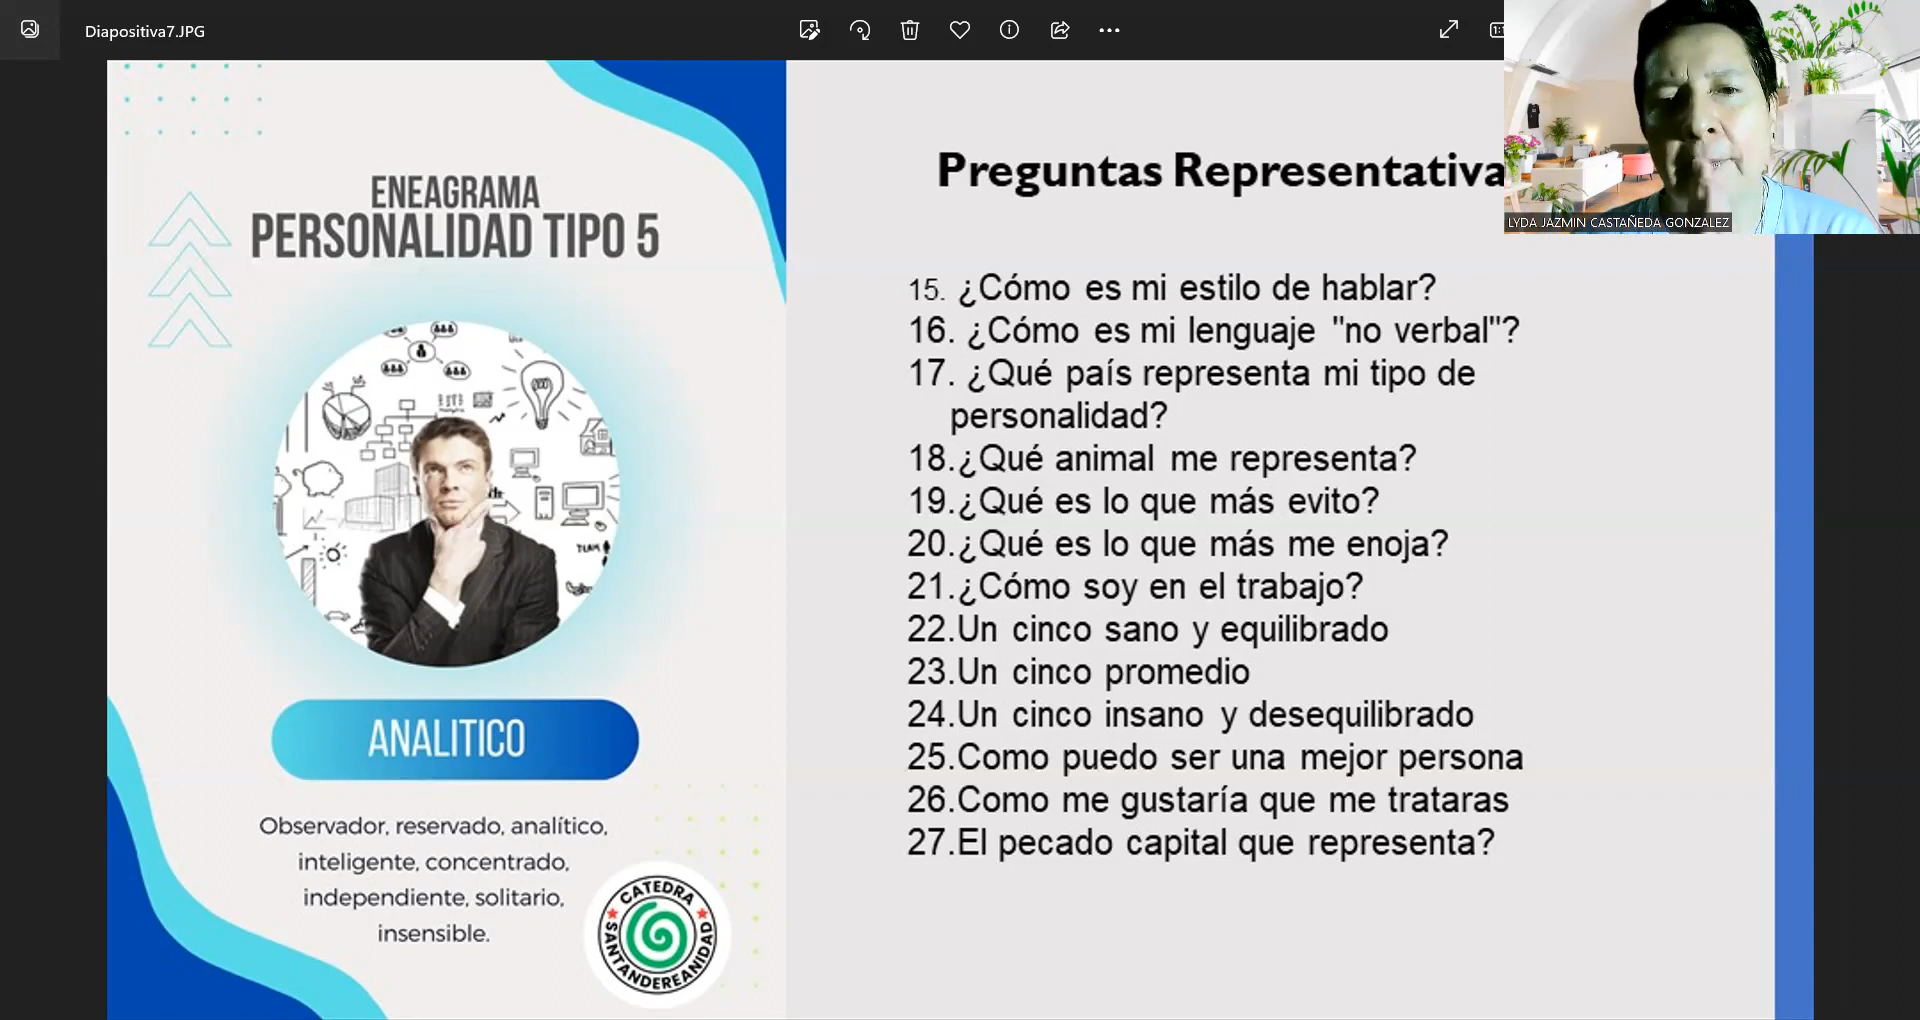 Diapositiva7.JPG
ENEAGRAMA
PERSONALIDAD TIPO 5
ANALITICO
Observador, reservado, analítico,
inteligente, concentrado,
independiente, solitario,
insensible.
CATEDRA
SANTANDEREANIDAD
TEAM
Preguntas Representativa
LYDA JAZMIN CASTAÑEDA GONZALEZ
15. ¿Cómo es mi estilo de hablar?
16. ¿Cómo es mi lenguaje "no verbal"?
17. ¿Qué país representa mi tipo de
personalidad?
18.¿Qué animal me representa?
19.¿Qué es lo que más evito?
20.¿Qué es lo que más me enoja?
21.¿Cómo soy en el trabajo?
22.Un cinco sano y equilibrado
23.Un cinco promedio
24.Un cinco insano y desequilibrado
25.Como puedo ser una mejor persona
26.Como me gustaría que me trataras
27.El pecado capital que representa?